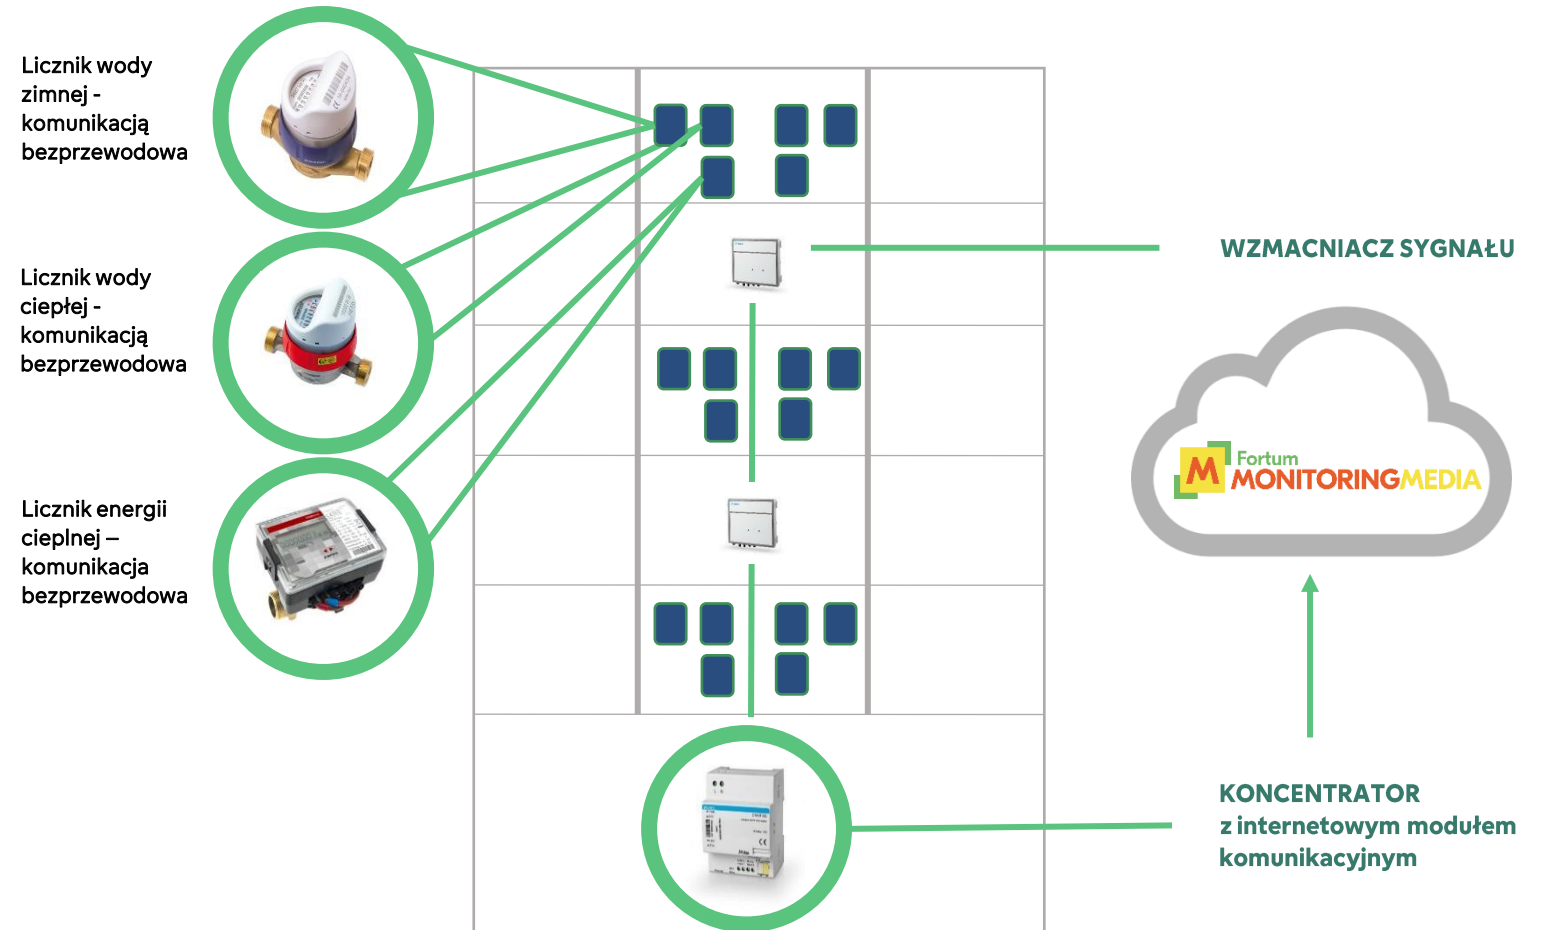 Licznik wody
zimnej -
komunikacją
bezprzewodowa
Licznik wody
ciepłej -
komunikacją
bezprzewodowa
Licznik energii
cieplnej –
komunikacja
bezprzewodowa
WZMACNIACZ SYGNAŁU
M
Fortum
MONITORINGMEDIA
KONCENTRATOR
z internetowym modułem
komunikacyjnym